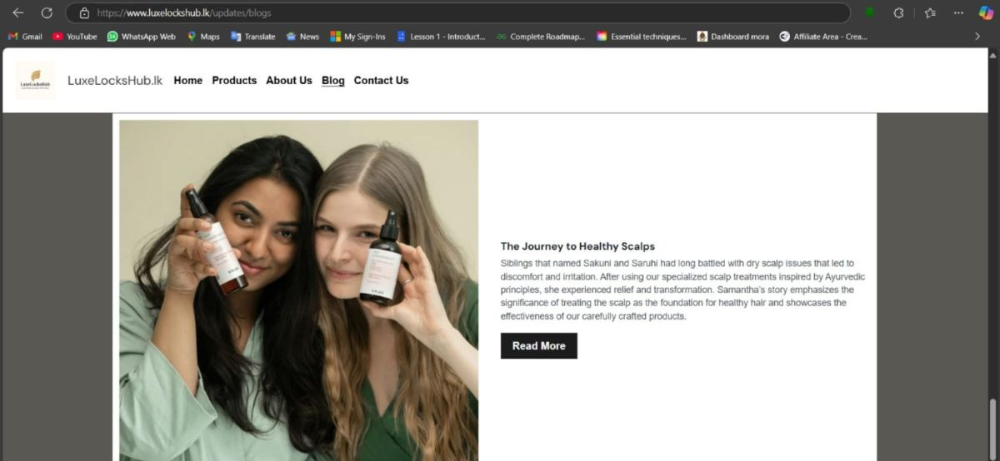 https://www.luxelockshub.lk/updates/blogs
Gmail
YouTube
WhatsApp Web
Maps
Translate
News
My Sign-Ins
Lesson 1 - Introduct...
Complete Roadmap...
Essential techniques...
Dashboard mora
Affiliate Area - Crea...
LuxeLocksHub
LuxeLocksHub.lk
Home
Products
About Us
Blog
Contact Us
The Journey to Healthy Scalps
Siblings that named Sakuni and Saruhi had long battled with dry scalp issues that led to
discomfort and irritation. After using our specialized scalp treatments inspired by Ayurvedic
principles, she experienced relief and transformation. Samantha's story emphasizes the
significance of treating the scalp as the foundation for healthy hair and showcases the
effectiveness of our carefully crafted products.
Read More